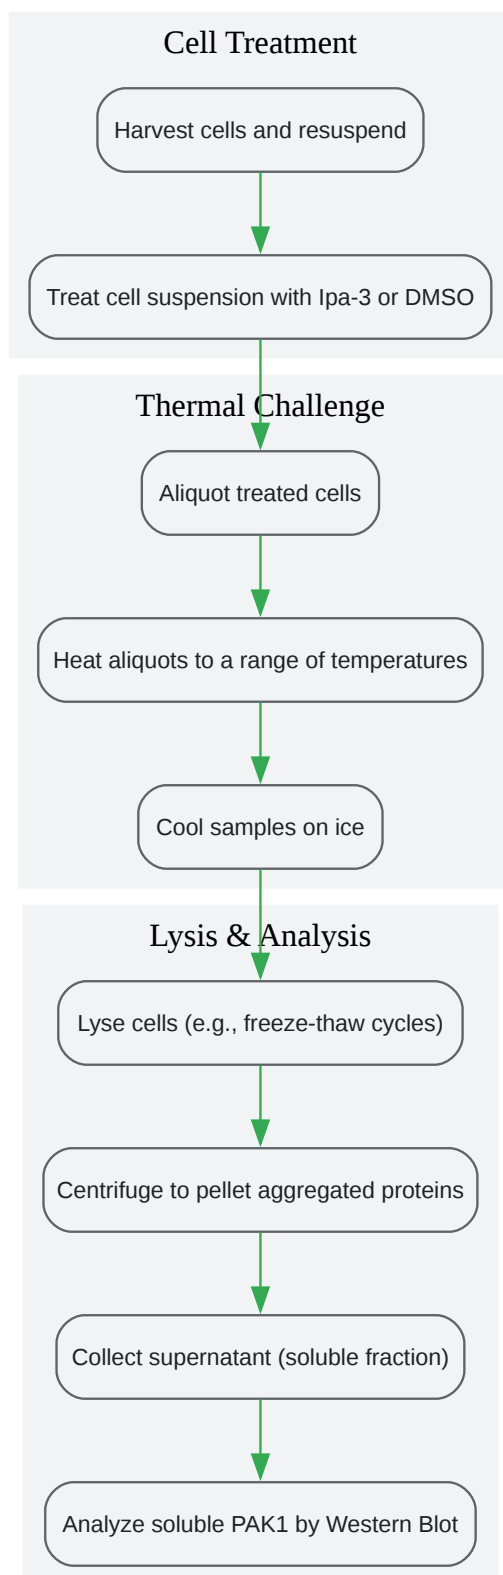 Cell Treatment
Harvest cells and resuspend
Treat cell suspension with Ipa-3 or DMSO
Thermal Challenge
Aliquot treated cells
Heat aliquots to a range of temperatures
Cool samples on ice
Lysis & Analysis
Lyse cells (e.g., freeze-thaw cycles)
Centrifuge to pellet aggregated proteins
Collect supernatant (soluble fraction)
Analyze soluble PAK1 by Western Blot